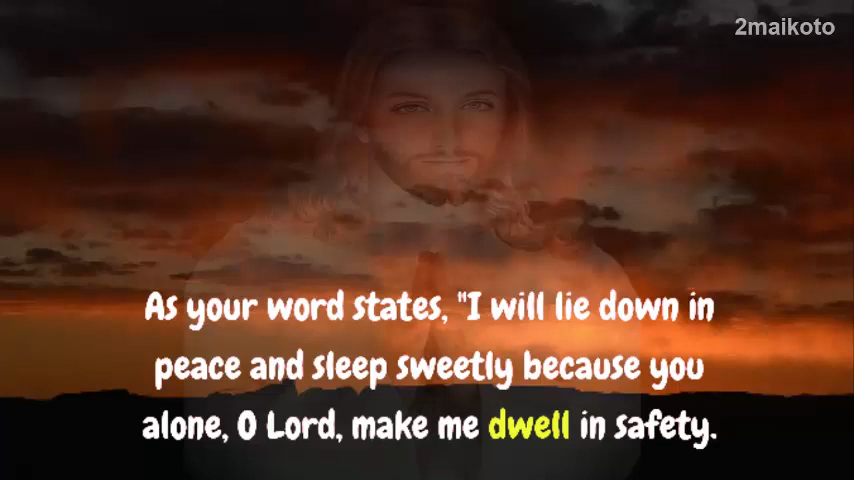 2maikoto
As your word states, "I will lie down in
peace and sleep sweetly because you
alone, O Lord, make me dwell in safety.